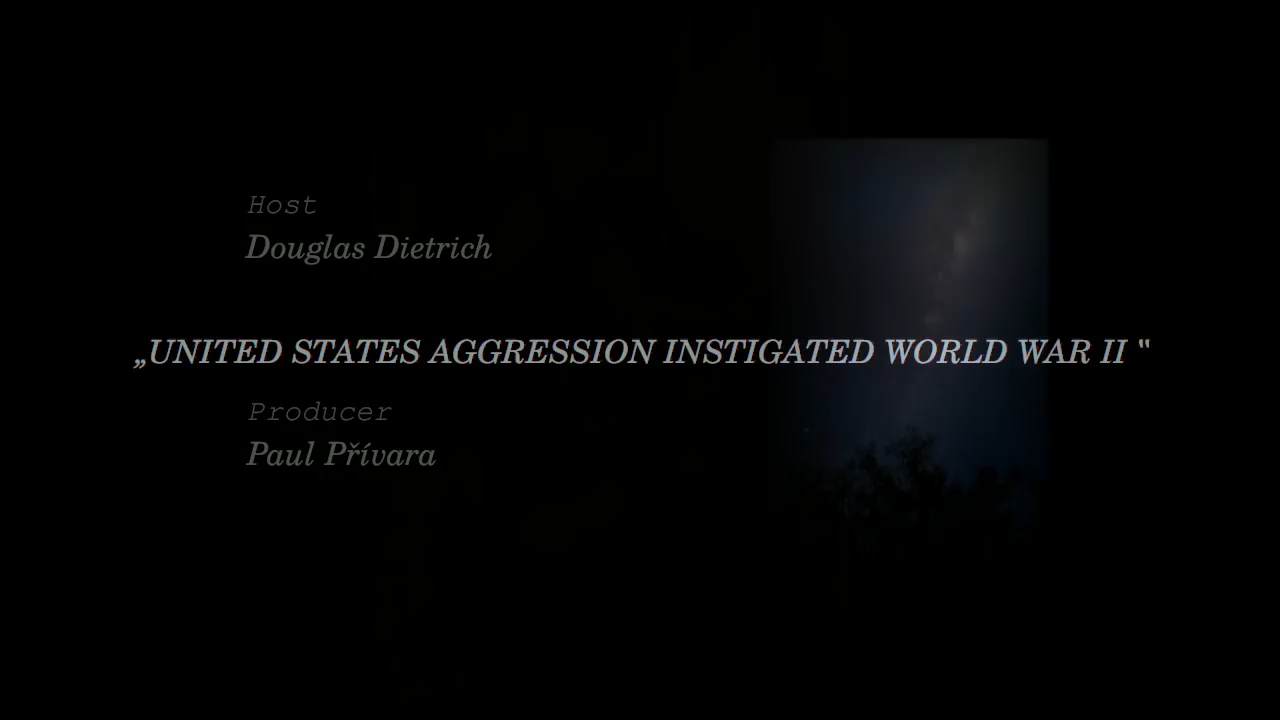 Host
Douglas Dietrich
„UNITED STATES AGGRESSION INSTIGATED WORLD WAR II “
Producer
Paul Přívara